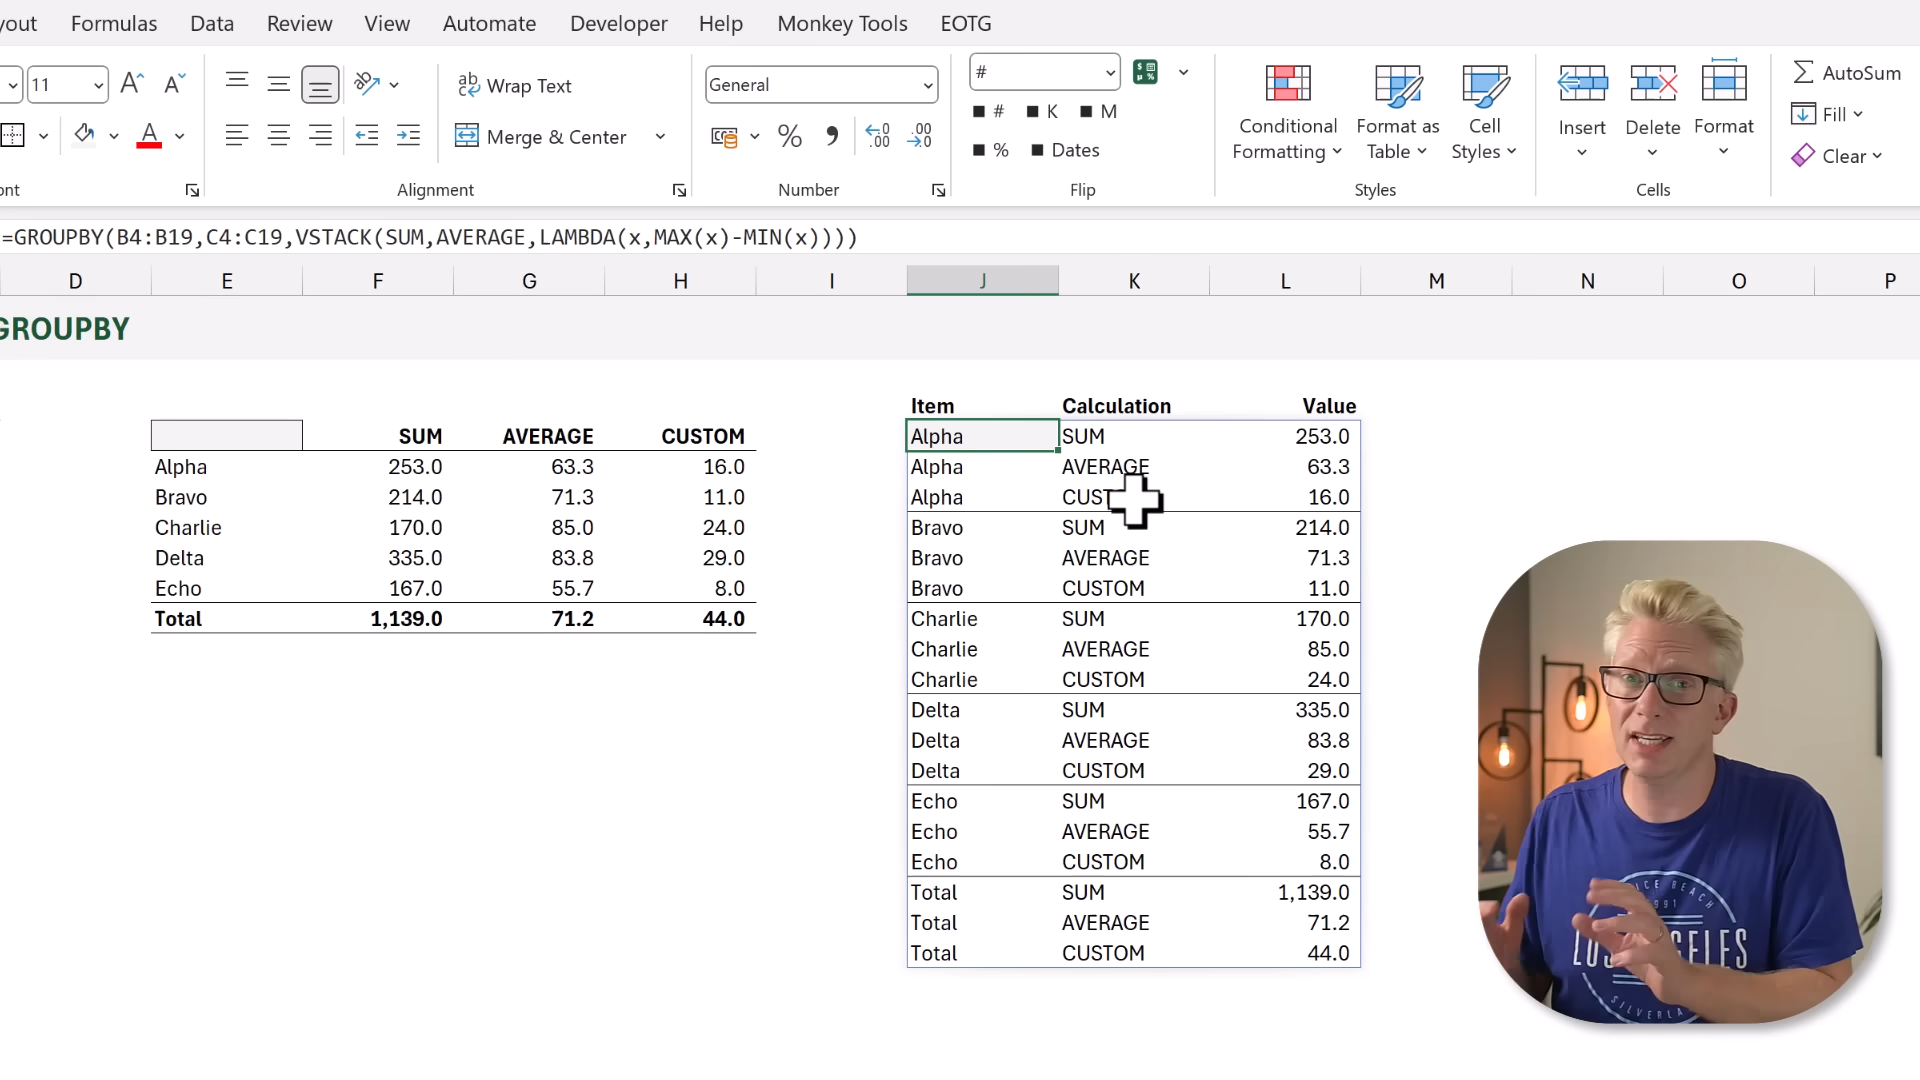 yout Formulas Data Review View Automate Developer Help Monkey Tools EOTG
11 Wrap Text General # AutoSum
# K M Conditional Formatting Format as Table Cell Styles Insert Delete Format Fill
Merge & Center % Dates Clear
ont Alignment Number Flip Styles Cells
=GROUPBY(B4:B19,C4:C19,VSTACK(SUM,AVERAGE,LAMBDA(x,MAX(x)-MIN(x))))
D E F G H I J K L M N O P
GROUPBY
SUM AVERAGE CUSTOM
Alpha 253.0 63.3 16.0
Bravo 214.0 71.3 11.0
Charlie 170.0 85.0 24.0
Delta 335.0 83.8 29.0
Echo 167.0 55.7 8.0
Total 1,139.0 71.2 44.0
Item Calculation Value
Alpha SUM 253.0
Alpha AVERAGE 63.3
Alpha CUST 16.0
Bravo SUM 214.0
Bravo AVERAGE 71.3
Bravo CUSTOM 11.0
Charlie SUM 170.0
Charlie AVERAGE 85.0
Charlie CUSTOM 24.0
Delta SUM 335.0
Delta AVERAGE 83.8
Delta CUSTOM 29.0
Echo SUM 167.0
Echo AVERAGE 55.7
Echo CUSTOM 8.0
Total SUM 1,139.0
Total AVERAGE 71.2
Total CUSTOM 44.0